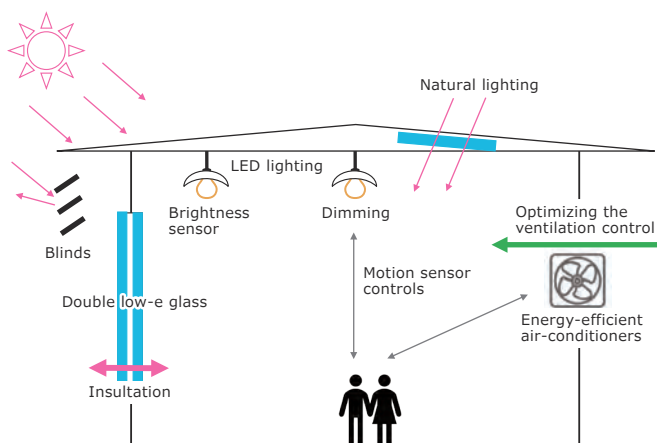 Natural lighting
LED lighting
Brightness
sensor
Dimming
Optimizing the
ventilation control
Blinds
Motion sensor
controls
Double low-e glass
Energy-efficient
air-conditioners
Insultation